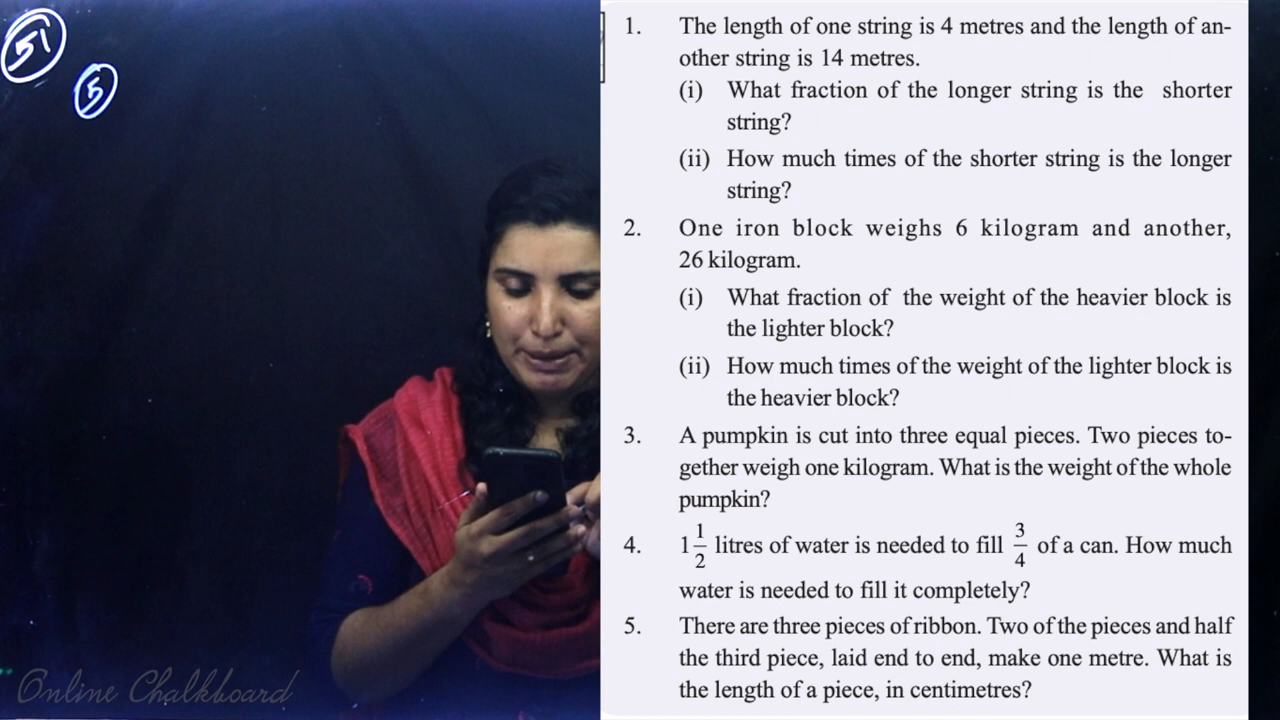 51
5
1. The length of one string is 4 metres and the length of an-
other string is 14 metres.
(i) What fraction of the longer string is the shorter
string?
(ii) How much times of the shorter string is the longer
string?
2. One iron block weighs 6 kilogram and another,
26 kilogram.
(i) What fraction of the weight of the heavier block is
the lighter block?
(ii) How much times of the weight of the lighter block is
the heavier block?
3. A pumpkin is cut into three equal pieces. Two pieces to-
gether weigh one kilogram. What is the weight of the whole
pumpkin?
4. 1 1/2 litres of water is needed to fill 3/4 of a can. How much
water is needed to fill it completely?
5. There are three pieces of ribbon. Two of the pieces and half
the third piece, laid end to end, make one metre. What is
the length of a piece, in centimetres?
Online Chalkboard